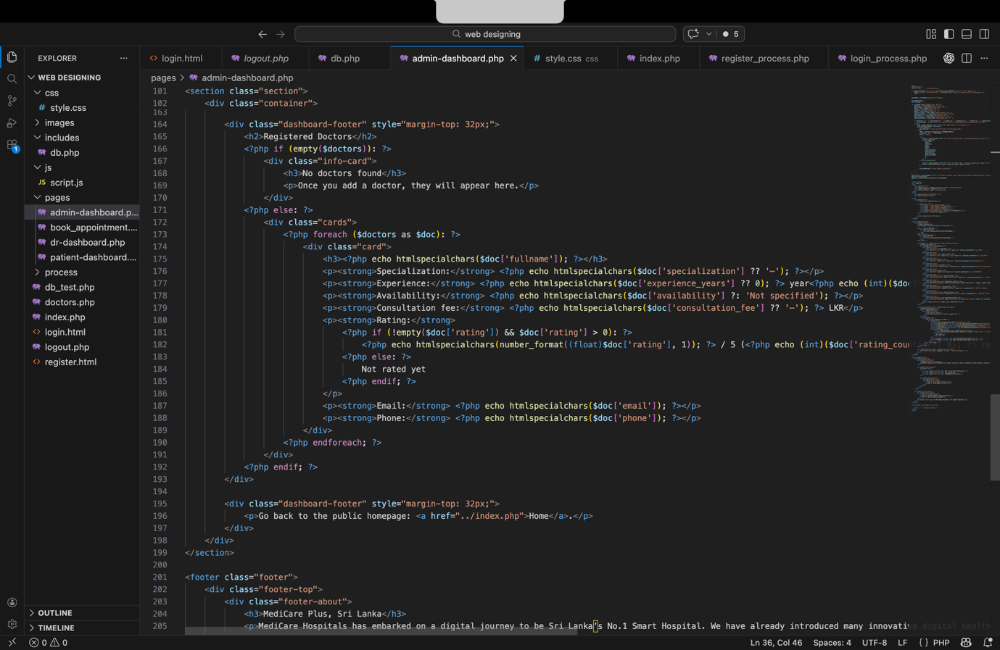 web designing
5
EXPLORER
login.html
logout.php
db.php
admin-dashboard.php
style.css css
index.php
register_process.php
login_process.php
WEB DESIGNING
css
style.css
images
includes
db.php
js
script.js
pages
admin-dashboard.p...
book_appointment....
dr-dashboard.php
patient-dashboard....
process
db_test.php
doctors.php
index.php
login.html
logout.php
register.html
OUTLINE
TIMELINE
1
pages > admin-dashboard.php
101 <section class="section">
102 <div class="container">
163
164 <div class="dashboard-footer" style="margin-top: 32px;">
165 <h2>Registered Doctors</h2>
166 <?php if (empty($doctors)): ?>
167 <div class="info-card">
168 <h3>No doctors found</h3>
169 <p>Once you add a doctor, they will appear here.</p>
170 </div>
171 <?php else: ?>
172 <div class="cards">
173 <?php foreach ($doctors as $doc): ?>
174 <div class="card">
175 <h3><?php echo htmlspecialchars($doc['fullname']); ?></h3>
176 <p><strong>Specialization:</strong> <?php echo htmlspecialchars($doc['specialization'] ?? '—'); ?></p>
177 <p><strong>Experience:</strong> <?php echo htmlspecialchars($doc['experience_years'] ?? 0); ?> year<?php echo (int)($doc
178 <p><strong>Availability:</strong> <?php echo htmlspecialchars($doc['availability'] ?: 'Not specified'); ?></p>
179 <p><strong>Consultation fee:</strong> <?php echo htmlspecialchars($doc['consultation_fee'] ?? '—'); ?> LKR</p>
180 <p><strong>Rating:</strong>
181 <?php if (!empty($doc['rating']) && $doc['rating'] > 0): ?>
182 <?php echo htmlspecialchars(number_format((float)$doc['rating'], 1)); ?> / 5 (<?php echo (int)($doc['rating_cou
183 <?php else: ?>
184 Not rated yet
185 <?php endif; ?>
186 </p>
187 <p><strong>Email:</strong> <?php echo htmlspecialchars($doc['email']); ?></p>
188 <p><strong>Phone:</strong> <?php echo htmlspecialchars($doc['phone']); ?></p>
189 </div>
190 <?php endforeach; ?>
191 </div>
192 <?php endif; ?>
193 </div>
194
195 <div class="dashboard-footer" style="margin-top: 32px;">
196 <p>Go back to the public homepage: <a href="../index.php">Home</a>.</p>
197 </div>
198 </div>
199 </section>
200
201 <footer class="footer">
202 <div class="footer-top">
203 <div class="footer-about">
204 <h3>MediCare Plus, Sri Lanka</h3>
205 <p>MediCare Hospitals has embarked on a digital journey to be Sri Lanka’s No.1 Smart Hospital. We have already introduced many innovative digital health
0 0
Ln 36, Col 46
Spaces: 4
UTF-8
LF
{ } PHP